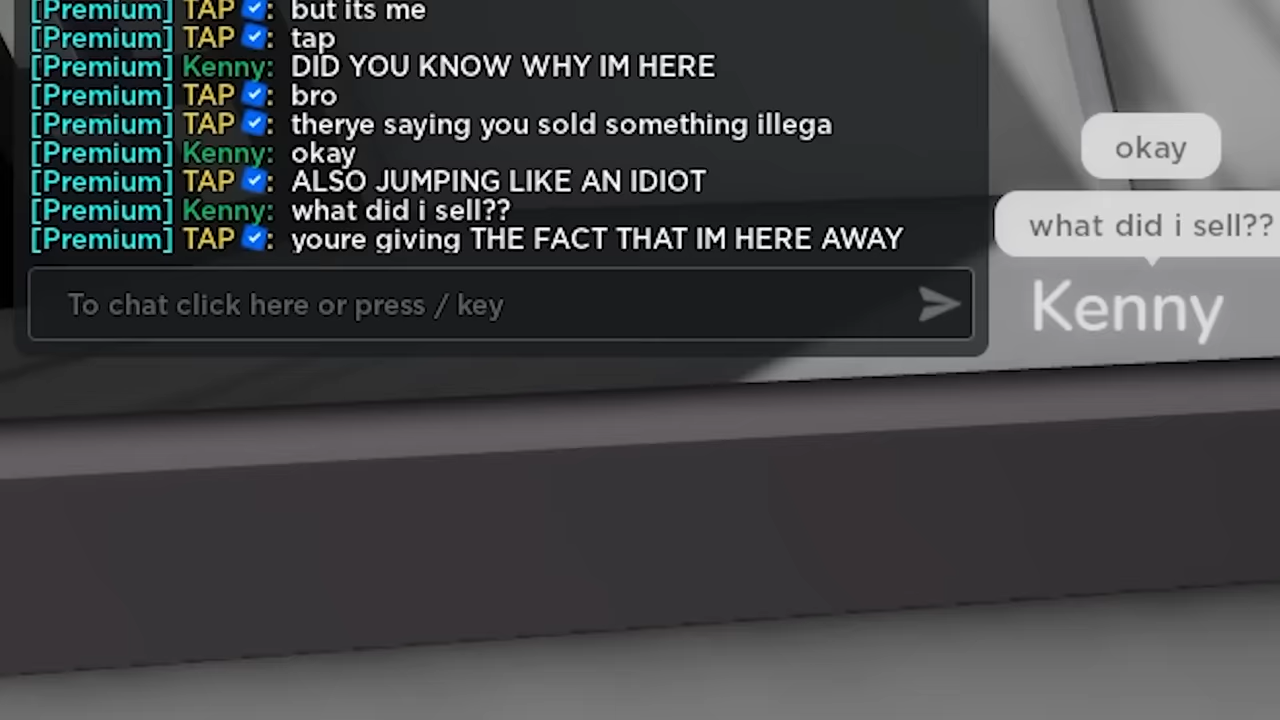 [Premium] TAP: but its me
[Premium] TAP: tap
[Premium] Kenny: DID YOU KNOW WHY IM HERE
[Premium] TAP: bro
[Premium] TAP: therye saying you sold something illega
[Premium] Kenny: okay
[Premium] TAP: ALSO JUMPING LIKE AN IDIOT
[Premium] Kenny: what did i sell??
[Premium] TAP: youre giving THE FACT THAT IM HERE AWAY
To chat click here or press / key
okay
what did i sell??
Kenny